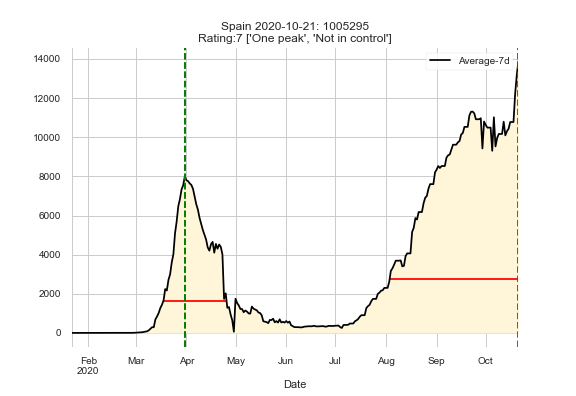 Spain 2020-10-21: 1005295
Rating:7 ['One peak', 'Not in control']
Average-7d
14000
12000
10000
8000
6000
4000
2000
0
Feb Mar Apr May Jun Jul Aug Sep Oct
2020
Date